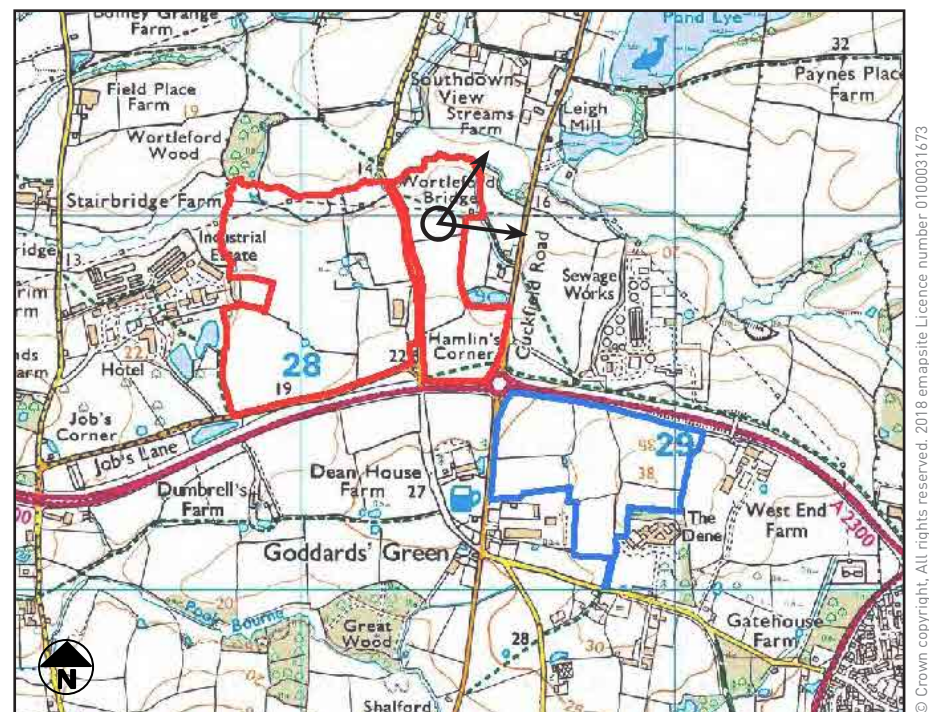 Bolney Grange
Farm
Pond Lye
32
Paynes Place
Farm
Field Place
Farm
19
Southdown
View
Streams
Farm
Leigh
Mill
Wortleford
Wood
14
Stairbridge Farm
Wortleford
Bridge
16
Industrial
Estate
13
Cuckfield Road
Sewage
Works
Hamlin's
Corner
22
Hotel
22
28
19
Job's
Corner
Job's Lane
29
38
Dean House
Farm 27
Dumbrell's
Farm
The
Dene
West End
Farm
A 2300
Goddards' Green
Pook Bourne
20
Great
Wood
28
30
Gatehouse
Farm
Shalford
N
© Crown copyright, All rights reserved. 2018 emapsite Licence number 0100031673